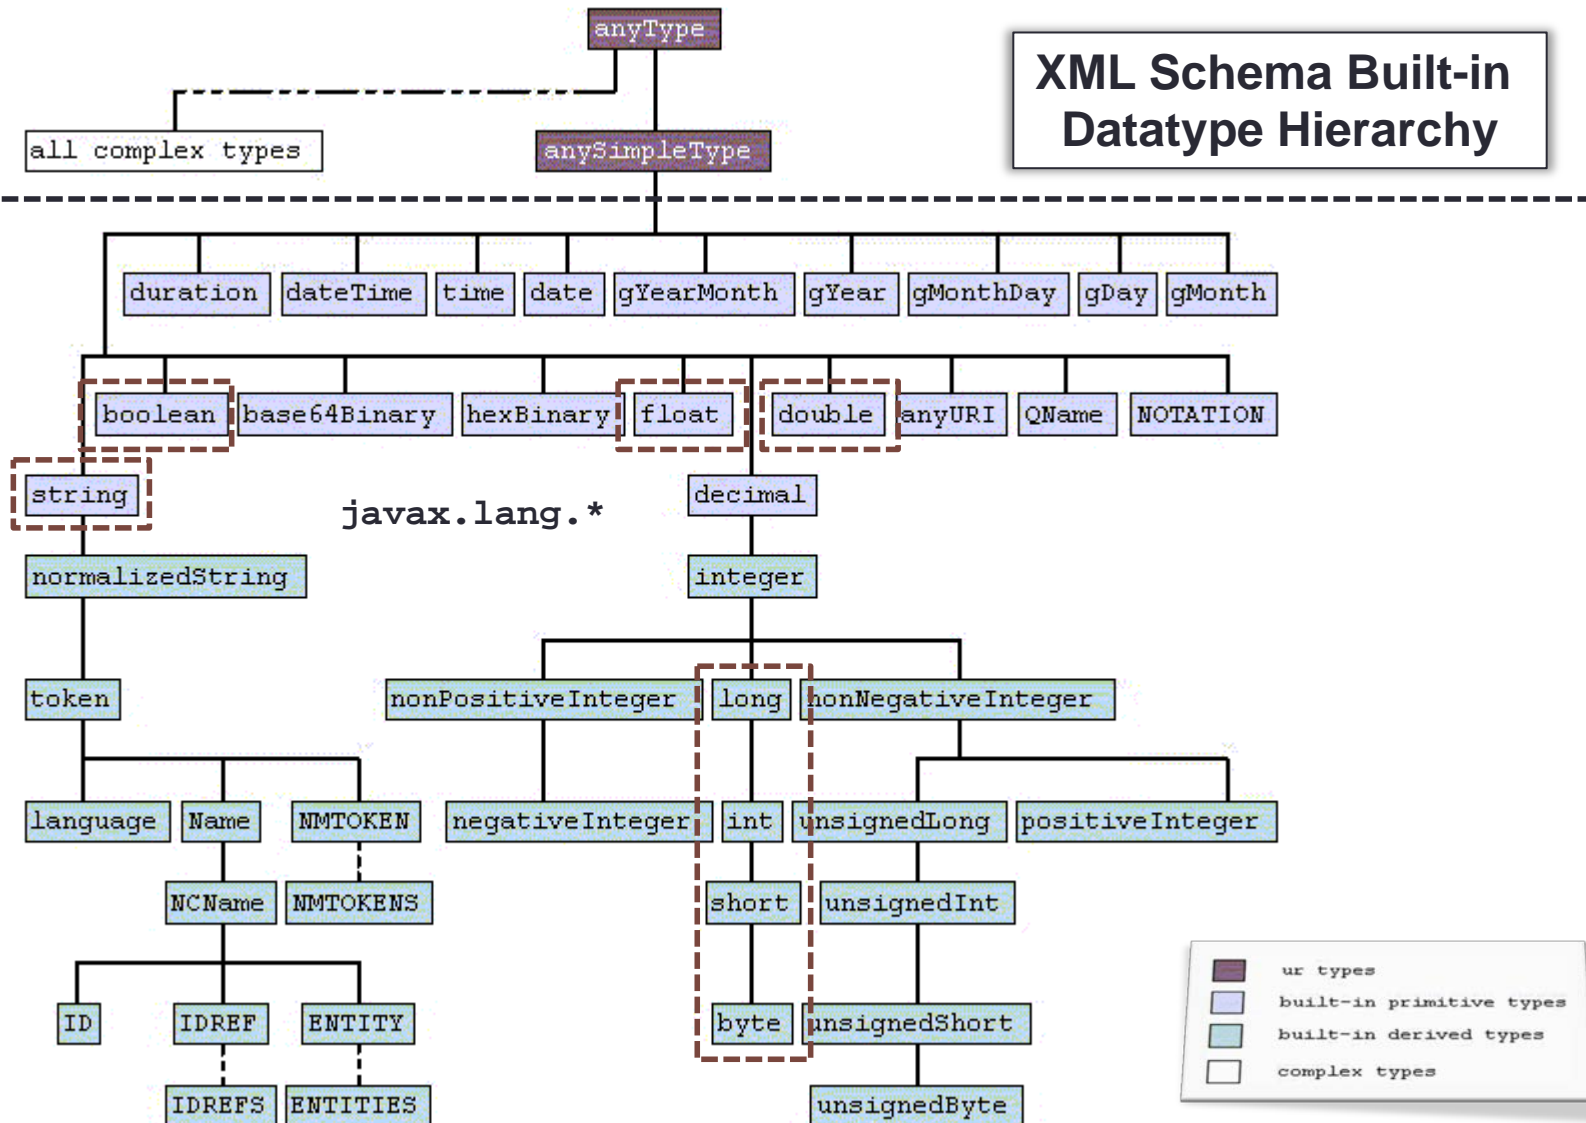 anyType
XML Schema Built-in
Datatype Hierarchy
all complex types
anySimpleType
duration
dateTime
time
date
gYearMonth
gYear
gMonthDay
gDay
gMonth
boolean
base64Binary
hexBinary
float
double
anyURI
QName
NOTATION
string
javax.lang.*
decimal
normalizedString
integer
token
nonPositiveInteger
long
nonNegativeInteger
language
Name
NMTOKEN
negativeInteger
int
unsignedLong
positiveInteger
NCName
NMTOKENS
short
unsignedInt
ID
IDREF
ENTITY
byte
unsignedShort
IDREFS
ENTITIES
unsignedByte
ur types
built-in primitive types
built-in derived types
complex types